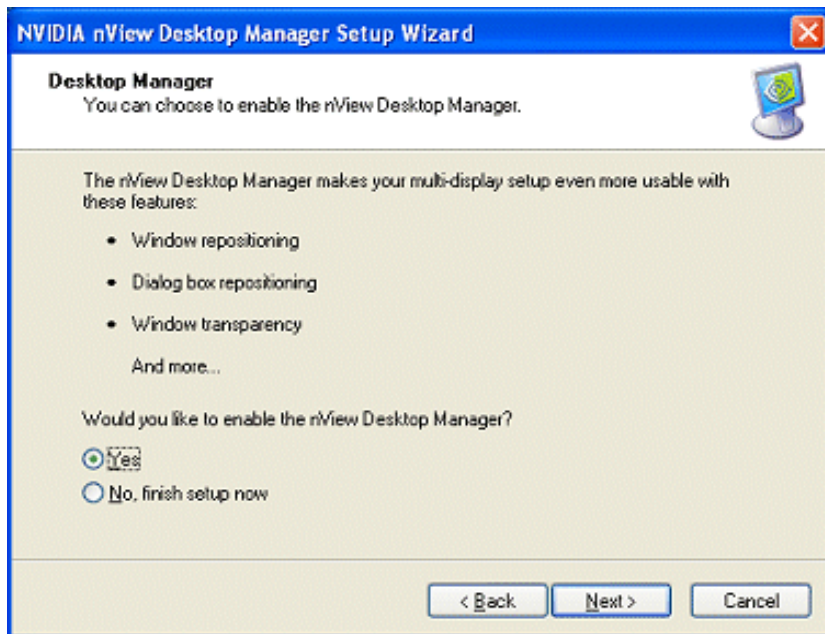 NVIDIA nView Desktop Manager Setup Wizard
Desktop Manager
You can choose to enable the nView Desktop Manager.
The nView Desktop Manager makes your multi-display setup even more usable with
these features:
• Window repositioning
• Dialog box repositioning
• Window transparency
And more...
Would you like to enable the nView Desktop Manager?
Yes
No, finish setup now
< Back
Next >
Cancel